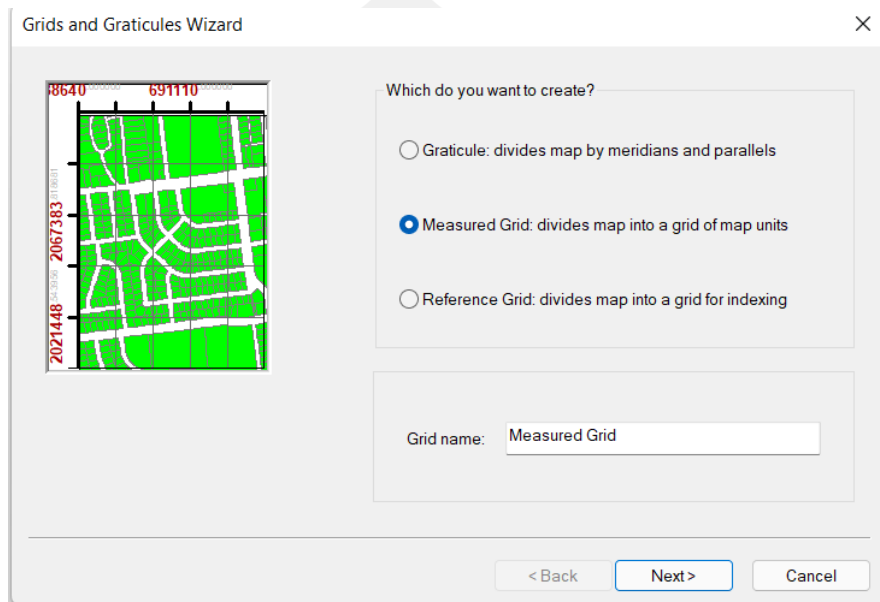 Grids and Graticules Wizard
8640 691110
2067383
2021448
Which do you want to create?
Graticule: divides map by meridians and parallels
Measured Grid: divides map into a grid of map units
Reference Grid: divides map into a grid for indexing
Grid name: Measured Grid
< Back Next > Cancel